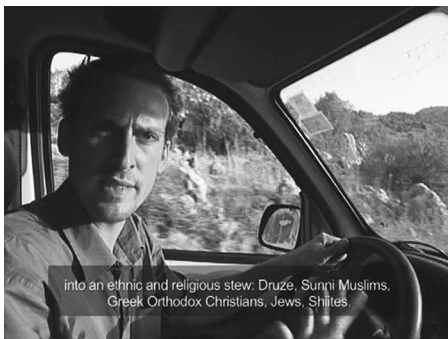 into an ethnic and religious stew: Druze, Sunni Muslims,
Greek Orthodox Christians, Jews, Shiites.